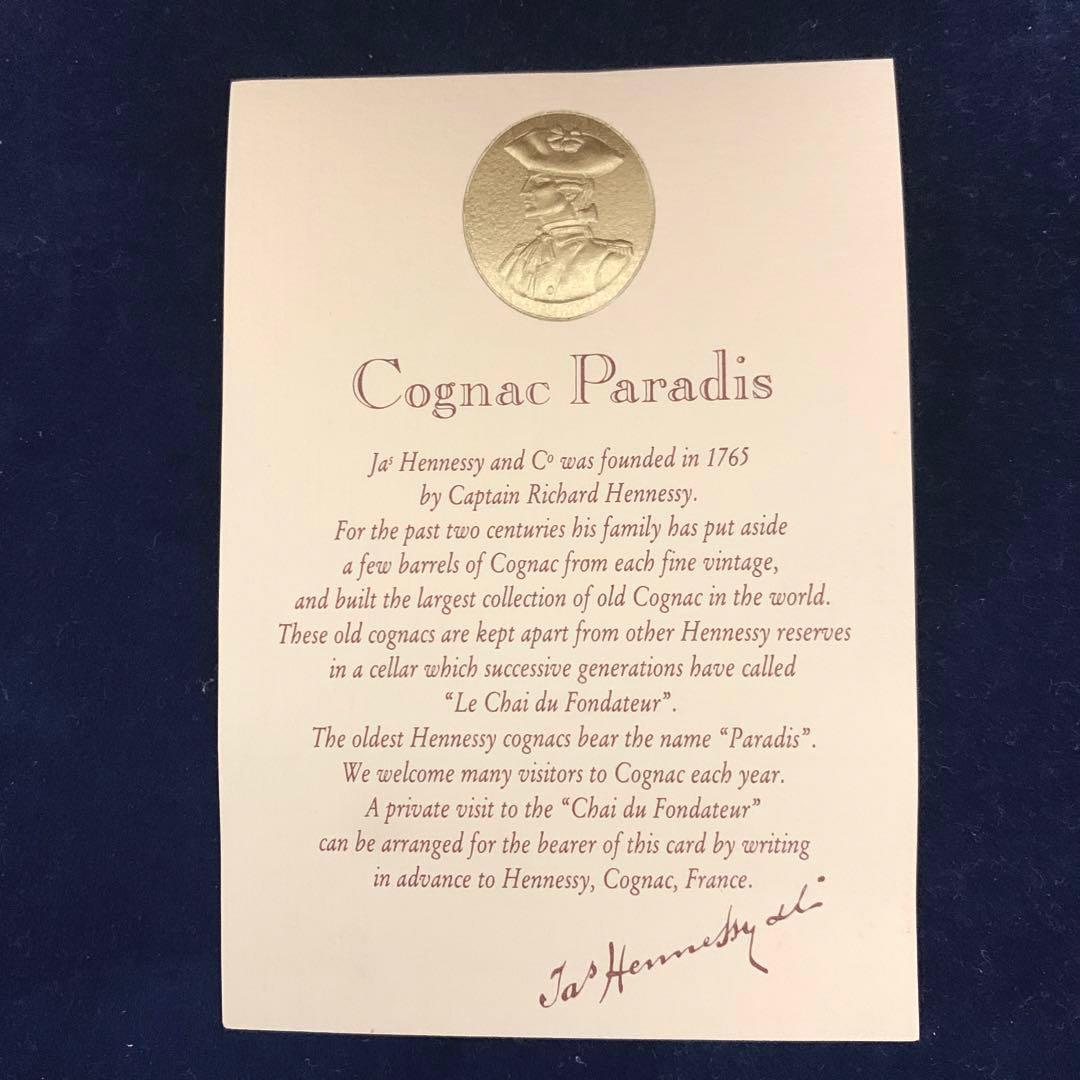 Cognac Paradis
Jaˢ Hennessy and Cº was founded in 1765
by Captain Richard Hennessy.
For the past two centuries his family has put aside
a few barrels of Cognac from each fine vintage,
and built the largest collection of old Cognac in the world.
These old cognacs are kept apart from other Hennessy reserves
in a cellar which successive generations have called
“Le Chai du Fondateur”.
The oldest Hennessy cognacs bear the name “Paradis”.
We welcome many visitors to Cognac each year.
A private visit to the “Chai du Fondateur”
can be arranged for the bearer of this card by writing
in advance to Hennessy, Cognac, France.
Jaˢ Hennessy